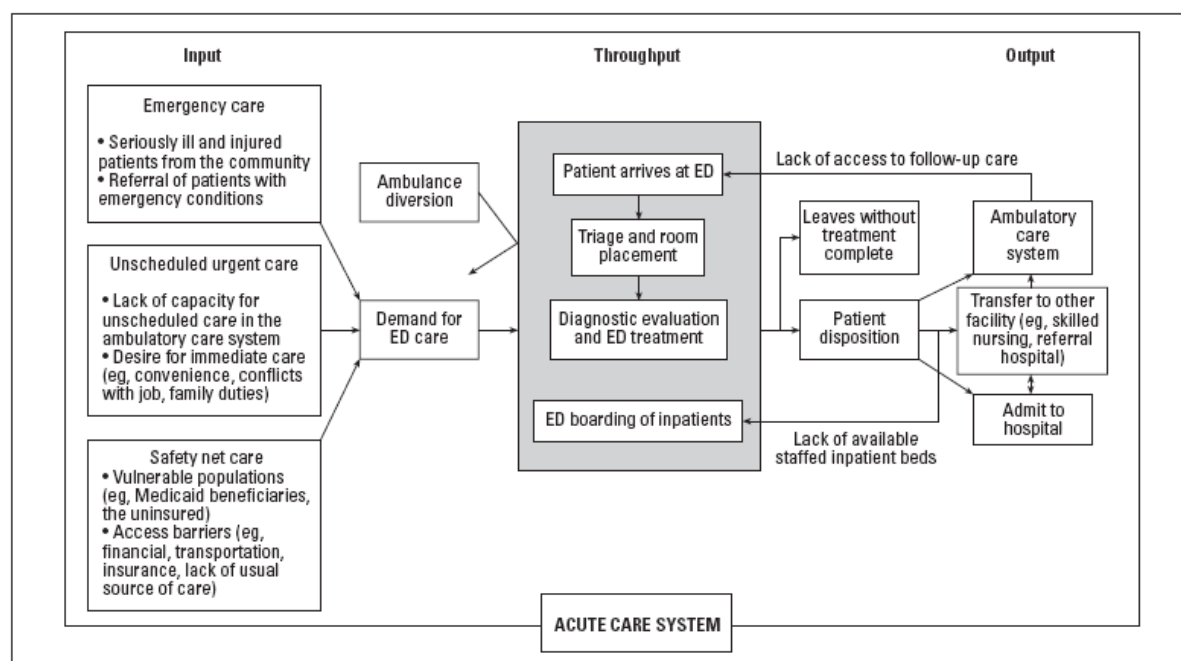 Input
Throughput
Output
Emergency care
• Seriously ill and injured
patients from the community
• Referral of patients with
emergency conditions
Unscheduled urgent care
• Lack of capacity for
unscheduled care in the
ambulatory care system
• Desire for immediate care
(eg, convenience, conflicts
with job, family duties)
Safety net care
• Vulnerable populations
(eg, Medicaid beneficiaries,
the uninsured)
• Access barriers (eg,
financial, transportation,
insurance, lack of usual
source of care)
Ambulance
diversion
Demand for
ED care
Patient arrives at ED
Triage and room
placement
Diagnostic evaluation
and ED treatment
ED boarding of inpatients
Lack of access to follow-up care
Leaves without
treatment
complete
Patient
disposition
Lack of available
staffed inpatient beds
Ambulatory
care
system
Transfer to other
facility (eg, skilled
nursing, referral
hospital)
Admit to
hospital
ACUTE CARE SYSTEM